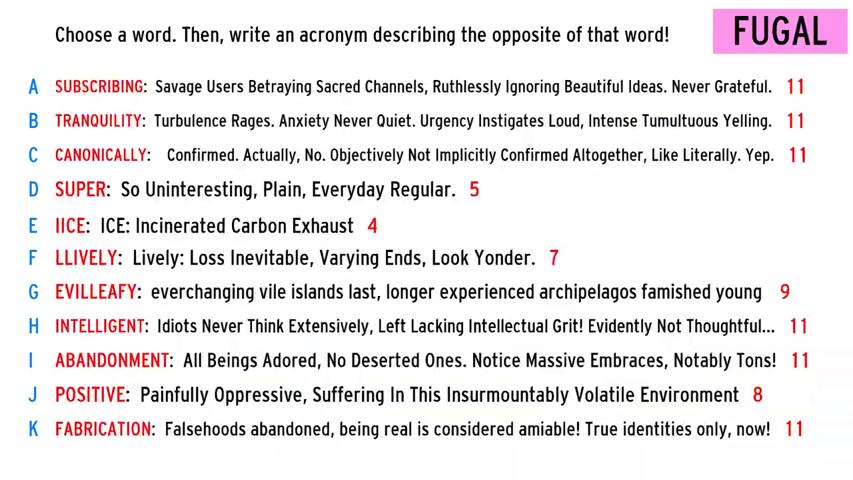 Choose a word. Then, write an acronym describing the opposite of that word!
FUGAL
A SUBSCRIBING: Savage Users Betraying Sacred Channels, Ruthlessly Ignoring Beautiful Ideas. Never Grateful. 11
B TRANQUILITY: Turbulence Rages. Anxiety Never Quiet. Urgency Instigates Loud, Intense Tumultuous Yelling. 11
C CANONICALLY: Confirmed. Actually, No. Objectively Not Implicitly Confirmed Altogether, Like Literally. Yep. 11
D SUPER: So Uninteresting, Plain, Everyday Regular. 5
E IICE: ICE: Incinerated Carbon Exhaust 4
F LLIVELY: Lively: Loss Inevitable, Varying Ends, Look Yonder. 7
G EVILLEAFY: everchanging vile islands last, longer experienced archipelagos famished young 9
H INTELLIGENT: Idiots Never Think Extensively, Left Lacking Intellectual Grit! Evidently Not Thoughtful... 11
I ABANDONMENT: All Beings Adored, No Deserted Ones. Notice Massive Embraces, Notably Tons! 11
J POSITIVE: Painfully Oppressive, Suffering In This Insurmountably Volatile Environment 8
K FABRICATION: Falsehoods abandoned, being real is considered amiable! True identities only, now! 11